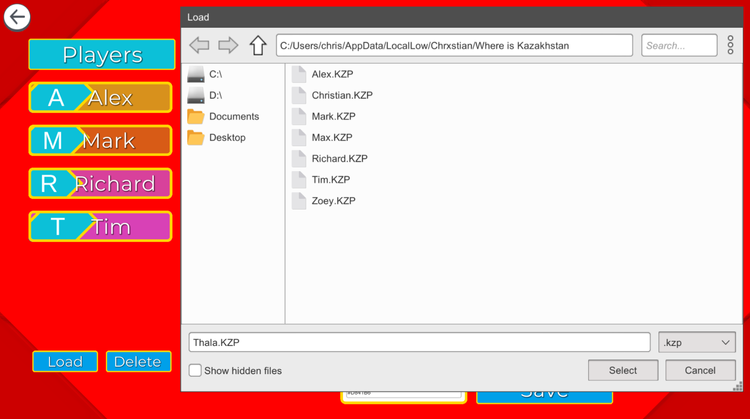 Load
C:/Users/chris/AppData/LocalLow/Chrxstian/Where is Kazakhstan
Search...
Players
A Alex
M Mark
R Richard
T Tim
Load
Delete
C:\
D:\
Documents
Desktop
Alex.KZP
Christian.KZP
Mark.KZP
Max.KZP
Richard.KZP
Tim.KZP
Zoey.KZP
Thala.KZP
.kzp
Show hidden files
Select
Cancel
Save